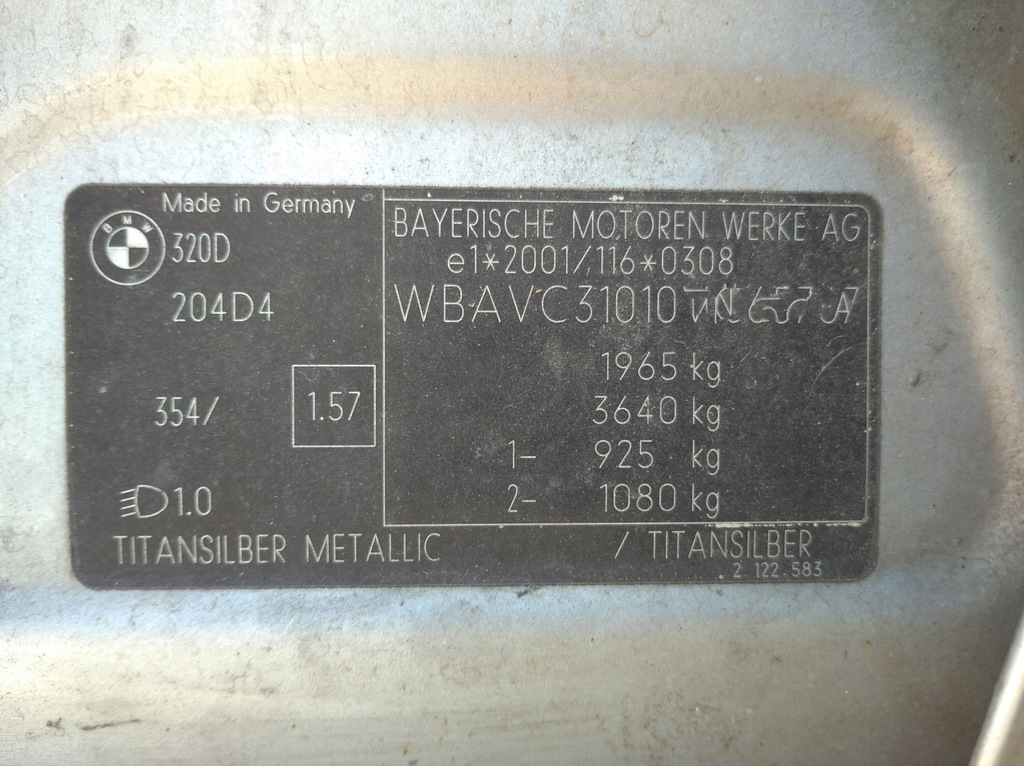 Made in Germany
BMW
320D
204D4
354/
1.57
1.0
BAYERISCHE MOTOREN WERKE AG
e1*2001/116*0308
1965 kg
3640 kg
1- 925 kg
2- 1080 kg
TITANSILBER METALLIC / TITANSILBER
2 122 583